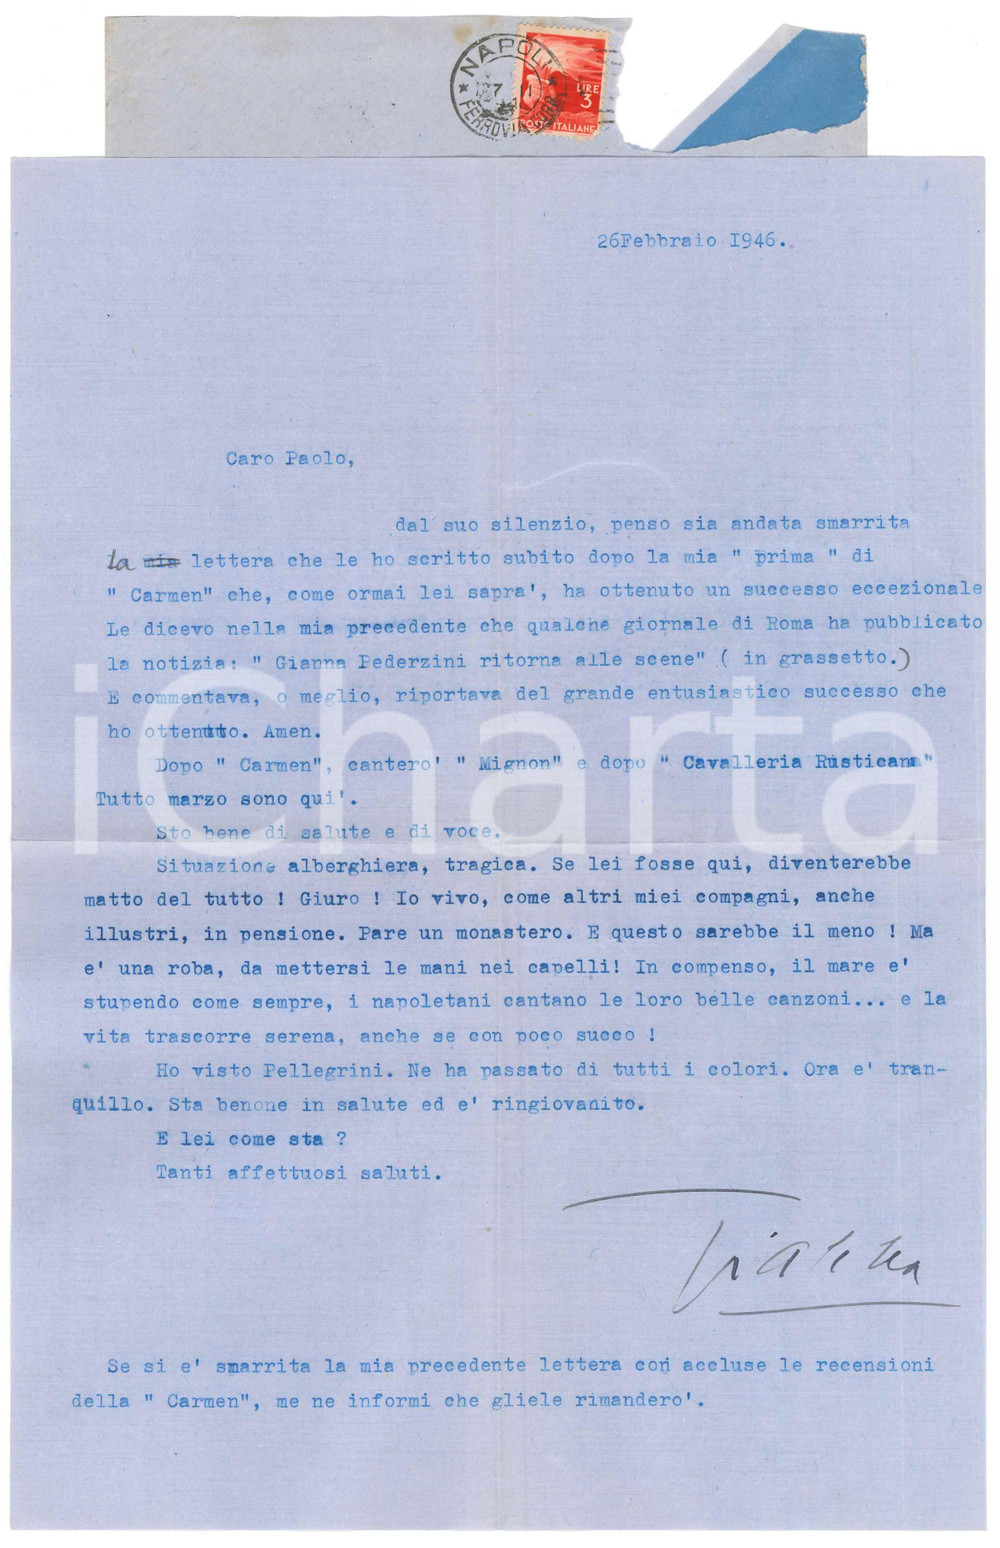 NAPOLI
FERROVIA
LIRE
3
POSTE ITALIANE
26Febbraio I946.
Caro Paolo,
dal suo silenzio, penso sia andata smarrita
la mia lettera che le ho scritto subito dopo la mia " prima " di
" Carmen" che, come ormai lei sapra', ha ottenuto un successo eccezionale
Le dicevo nella mia precedente che qualche giornale di Roma ha pubblicato
la notizia: " Gianna Pederzini ritorna alle scene" ( in grassetto.)
E commentava, o meglio, riportava del grande entusiastico successo che
ho ottenuto. Amen.
Dopo " Carmen", cantero' " Mignon" e dopo " Cavalleria Rusticana"
Tutto marzo sono qui'.
Sto bene di salute e di voce.
Situazione alberghiera, tragica. Se lei fosse qui, diventerebbe
matto del tutto ! Giuro ! Io vivo, come altri miei compagni, anche
illustri, in pensione. Pare un monastero. E questo sarebbe il meno ! Ma
e' una roba, da mettersi le mani nei capelli! In compenso, il mare e'
stupendo come sempre, i napoletani cantano le loro belle canzoni... e la
vita trascorre serena, anche se con poco succo !
Ho visto Pellegrini. Ne ha passato di tutti i colori. Ora e' tran-
quillo. Sta benone in salute ed e' ringiovanito.
E lei come sta ?
Tanti affettuosi saluti.
Gianna
Se si e' smarrita la mia precedente lettera con accluse le recensioni
della " Carmen", me ne informi che gliele rimandero'.
iCharta